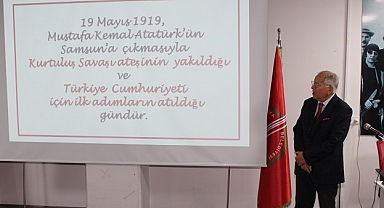 19 Mayıs 1919,
Mustafa Kemal Atatürk'ün
Samsun'a çıkmasıyla
Kurtuluş Savaşı ateşinin yakıldığı
ve
Türkiye Cumhuriyeti
için ilk adımların atıldığı
gündür.